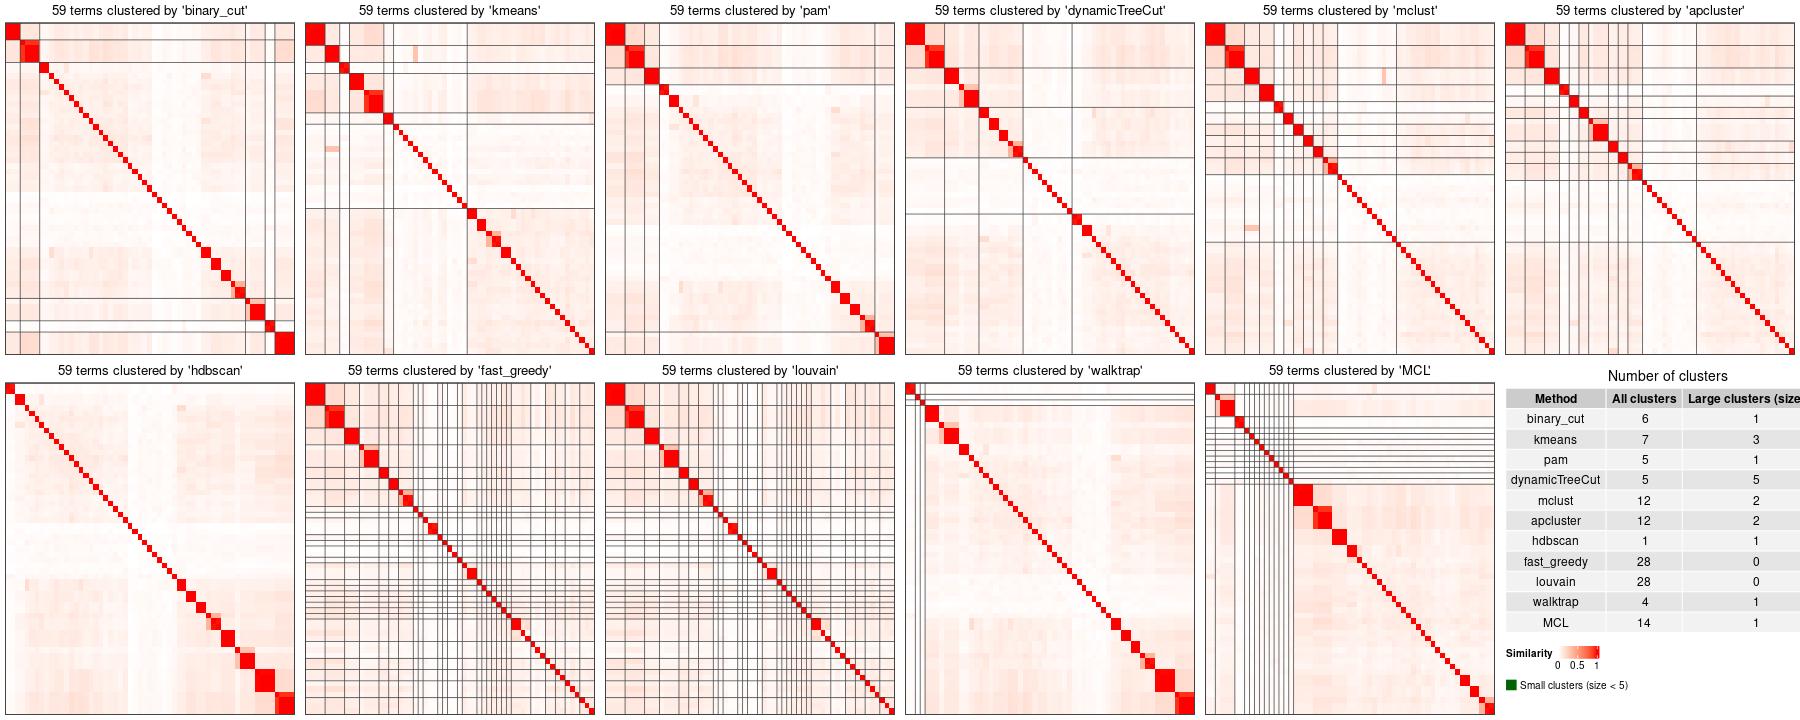 59 terms clustered by 'binary_cut'
59 terms clustered by 'kmeans'
59 terms clustered by 'pam'
59 terms clustered by 'dynamicTreeCut'
59 terms clustered by 'mclust'
59 terms clustered by 'apcluster'
59 terms clustered by 'hdbscan'
59 terms clustered by 'fast_greedy'
59 terms clustered by 'louvain'
59 terms clustered by 'walktrap'
59 terms clustered by 'MCL'
Number of clusters
Method All clusters Large clusters (size
binary_cut 6 1
kmeans 7 3
pam 5 1
dynamicTreeCut 5 5
mclust 12 2
apcluster 12 2
hdbscan 1 1
fast_greedy 28 0
louvain 28 0
walktrap 4 1
MCL 14 1
Similarity
0 0.5 1
Small clusters (size < 5)